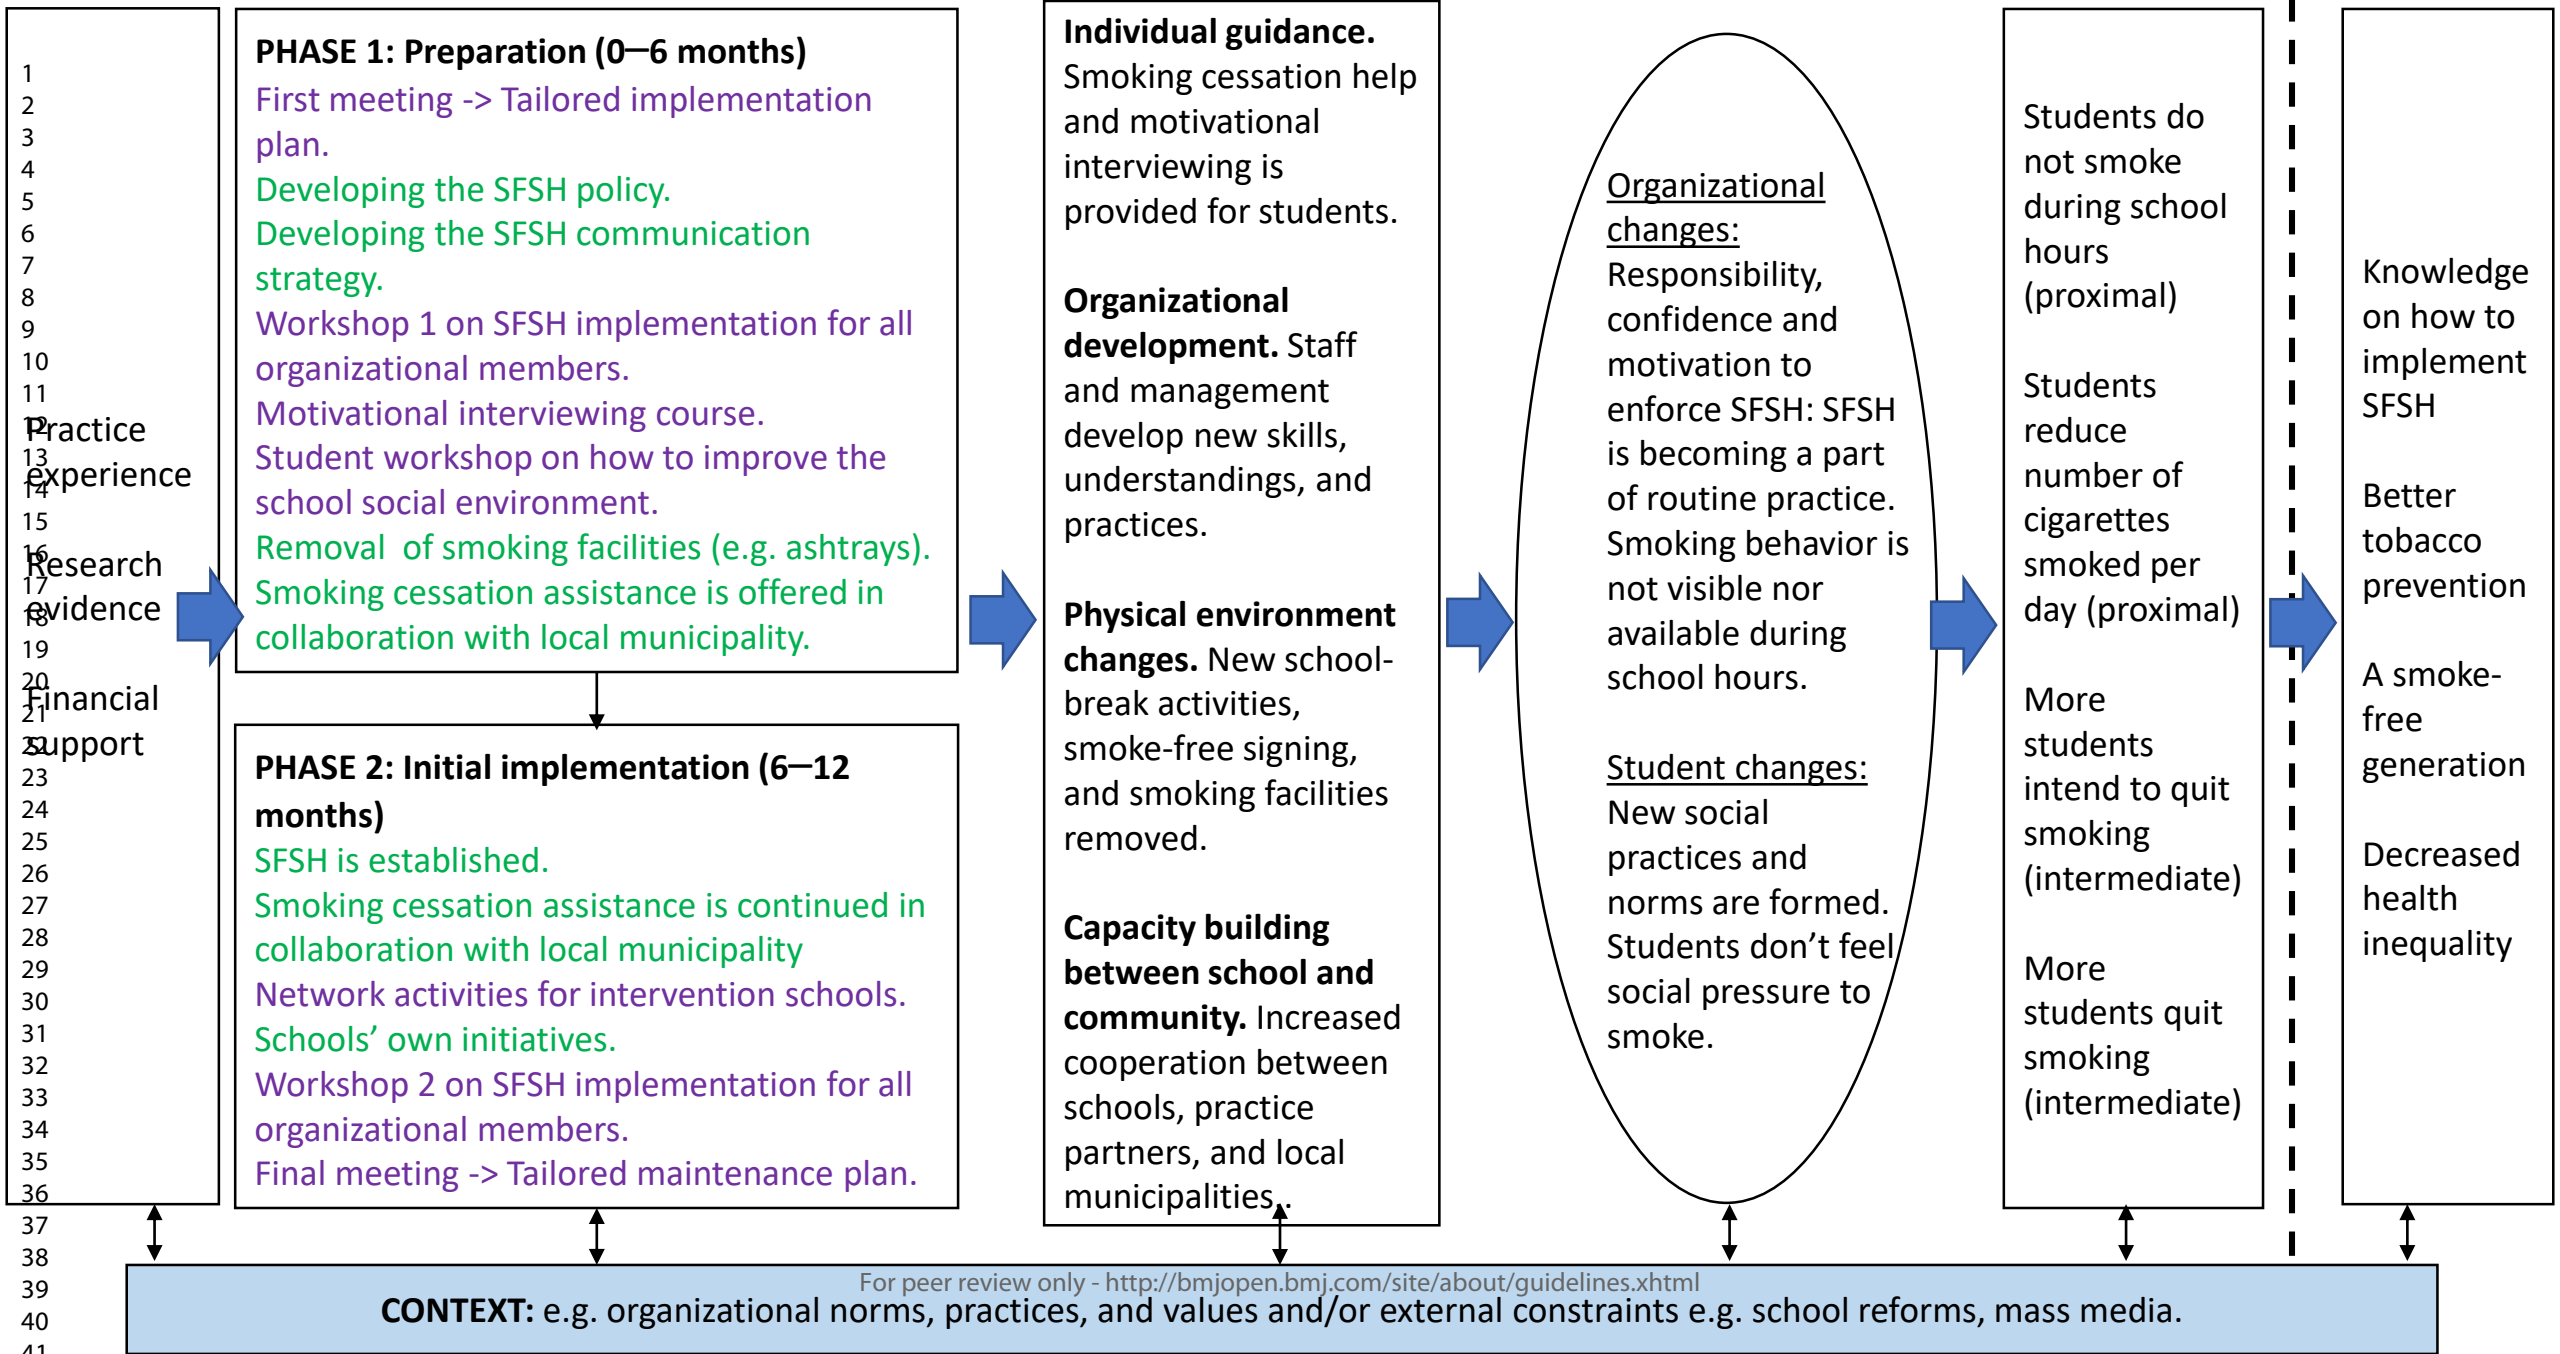 1
2
3
4
5
6
7
8
9
10
11
12
13
14
15
16
17
18
19
20
21
22
23
24
25
26
27
28
29
30
31
32
33
34
35
36
37
38
39
40
41
Practice
experience
Research
evidence
Financial
support
PHASE 1: Preparation (0—6 months)
First meeting -> Tailored implementation
plan.
Developing the SFSH policy.
Developing the SFSH communication
strategy.
Workshop 1 on SFSH implementation for all
organizational members.
Motivational interviewing course.
Student workshop on how to improve the
school social environment.
Removal of smoking facilities (e.g. ashtrays).
Smoking cessation assistance is offered in
collaboration with local municipality.
PHASE 2: Initial implementation (6—12
months)
SFSH is established.
Smoking cessation assistance is continued in
collaboration with local municipality
Network activities for intervention schools.
Schools’ own initiatives.
Workshop 2 on SFSH implementation for all
organizational members.
Final meeting -> Tailored maintenance plan.
Individual guidance.
Smoking cessation help
and motivational
interviewing is
provided for students.
Organizational
development. Staff
and management
develop new skills,
understandings, and
practices.
Physical environment
changes. New school-
break activities,
smoke-free signing,
and smoking facilities
removed.
Capacity building
between school and
community. Increased
cooperation between
schools, practice
partners, and local
municipalities..
Organizational
changes:
Responsibility,
confidence and
motivation to
enforce SFSH: SFSH
is becoming a part
of routine practice.
Smoking behavior is
not visible nor
available during
school hours.
Student changes:
New social
practices and
norms are formed.
Students don’t feel
social pressure to
smoke.
Students do
not smoke
during school
hours
(proximal)
Students
reduce
number of
cigarettes
smoked per
day (proximal)
More
students
intend to quit
smoking
(intermediate)
More
students quit
smoking
(intermediate)
Knowledge
on how to
implement
SFSH
Better
tobacco
prevention
A smoke-
free
generation
Decreased
health
inequality
For peer review only - http://bmjopen.bmj.com/site/about/guidelines.xhtml
CONTEXT: e.g. organizational norms, practices, and values and/or external constraints e.g. school reforms, mass media.